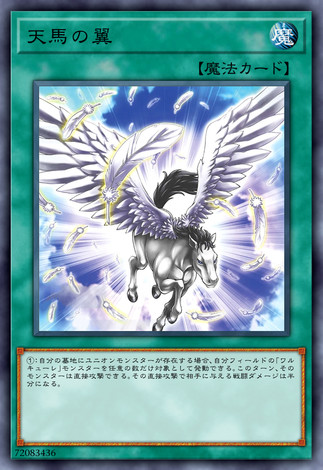 天馬の翼
魔
【魔法カード】
①:自分の墓地にユニオンモンスターが存在する場合、自分フィールドの「ワル
キューレ」モンスターを任意の数だけ対象として発動できる。このターン、その
モンスターは直接攻撃できる。その直接攻撃で相手に与える戦闘ダメージは半
分になる。
72083436